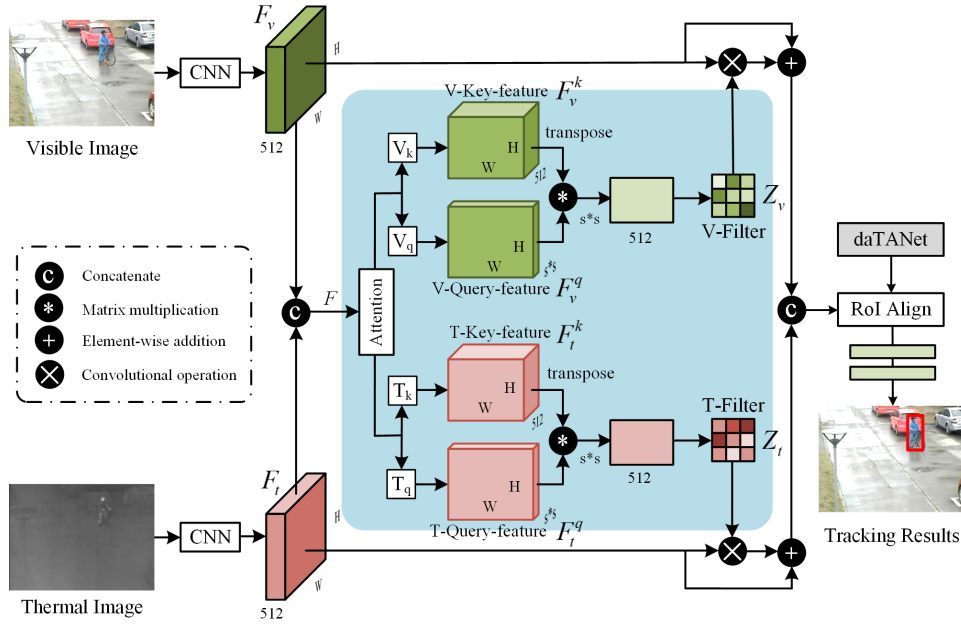 F_v
H
W
512
CNN
Visible Image
V-Key-feature F_v^k
transpose
V_k
H
W
512
*
s*s
512
Z_v
V-Filter
V_q
H
W
s*s
V-Query-feature F_v^q
C Concatenate
* Matrix multiplication
+ Element-wise addition
× Convolutional operation
C
F
Attention
T-Key-feature F_t^k
transpose
T_k
H
W
512
*
s*s
512
T-Filter
Z_t
T_q
H
W
s*s
T-Query-feature F_t^q
F_t
H
W
512
CNN
Thermal Image
×
+
×
+
C
daTANet
RoI Align
Tracking Results